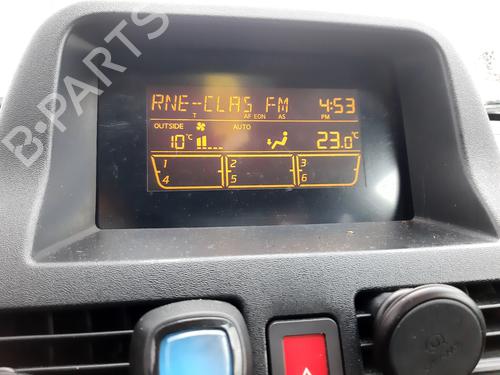 B-PARTS
RNE-CLAS FM 4:53
T AF EON AS PM
OUTSIDE AUTO
10°C 23.0°C
1 2 3
4 5 6